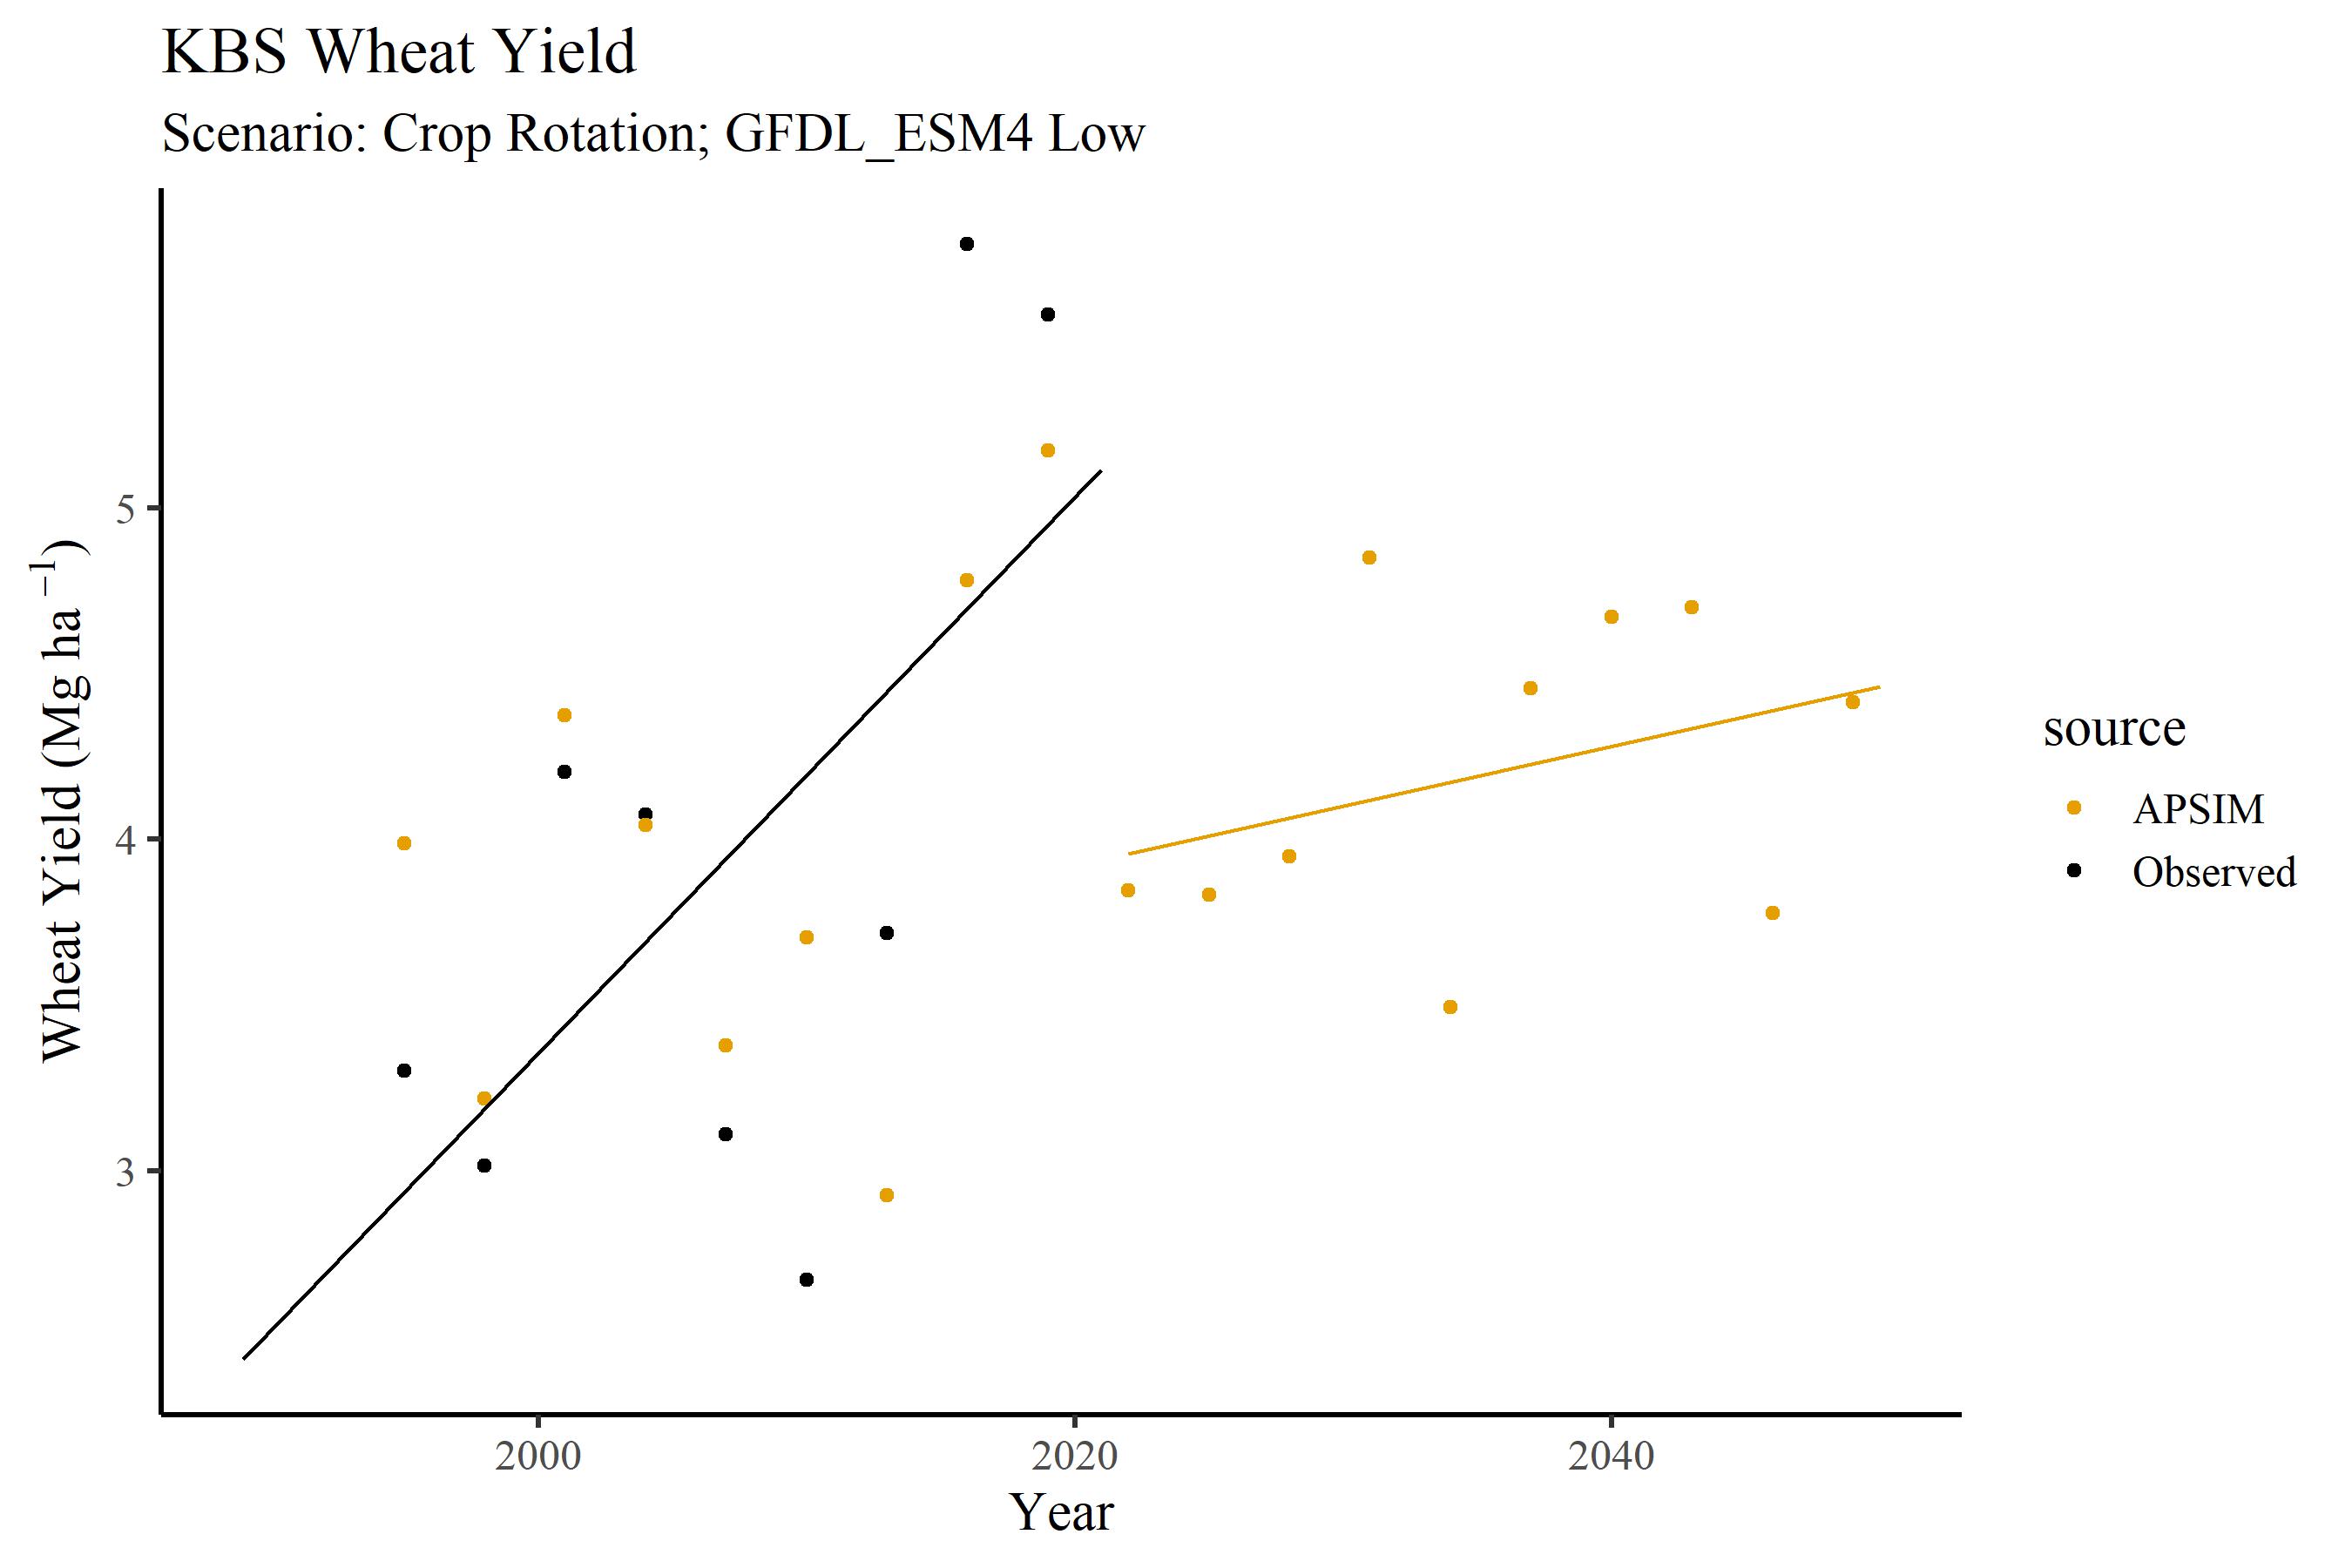 KBS Wheat Yield
Scenario: Crop Rotation; GFDL_ESM4 Low
Wheat Yield (Mg ha⁻¹)
5
4
3
2000 2020 2040
Year
source
APSIM
Observed